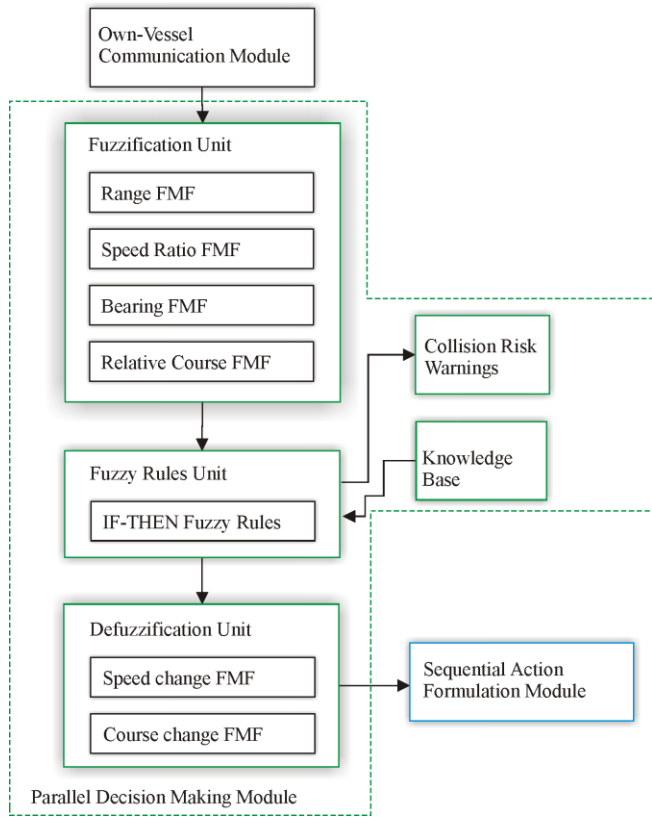 Own-Vessel
Communication Module
Fuzzification Unit
Range FMF
Speed Ratio FMF
Bearing FMF
Relative Course FMF
Collision Risk
Warnings
Knowledge
Base
Fuzzy Rules Unit
IF-THEN Fuzzy Rules
Defuzzification Unit
Speed change FMF
Course change FMF
Sequential Action
Formulation Module
Parallel Decision Making Module